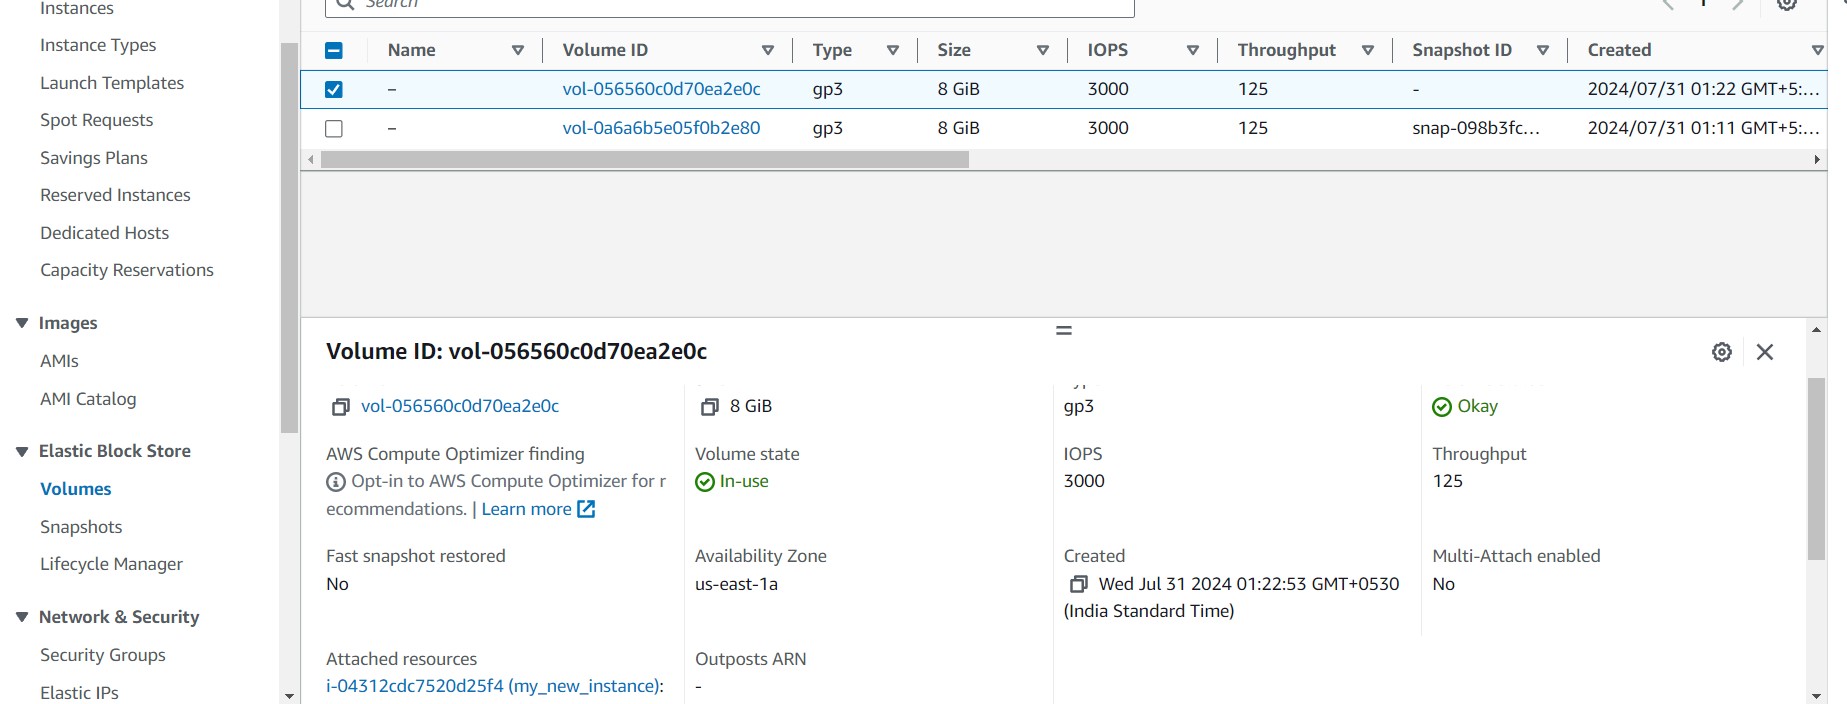 Instances
Instance Types
Launch Templates
Spot Requests
Savings Plans
Reserved Instances
Dedicated Hosts
Capacity Reservations
Images
AMIs
AMI Catalog
Elastic Block Store
Volumes
Snapshots
Lifecycle Manager
Network & Security
Security Groups
Elastic IPs
Search
1
Name Volume ID Type Size IOPS Throughput Snapshot ID Created
– vol-056560c0d70ea2e0c gp3 8 GiB 3000 125 - 2024/07/31 01:22 GMT+5:...
– vol-0a6a6b5e05f0b2e80 gp3 8 GiB 3000 125 snap-098b3fc... 2024/07/31 01:11 GMT+5:...
Volume ID: vol-056560c0d70ea2e0c
vol-056560c0d70ea2e0c 8 GiB gp3 Okay
AWS Compute Optimizer finding Volume state IOPS Throughput
Opt-in to AWS Compute Optimizer for r In-use 3000 125
ecommendations. | Learn more
Fast snapshot restored Availability Zone Created Multi-Attach enabled
No us-east-1a Wed Jul 31 2024 01:22:53 GMT+0530 No
(India Standard Time)
Attached resources Outposts ARN
i-04312cdc7520d25f4 (my_new_instance): -